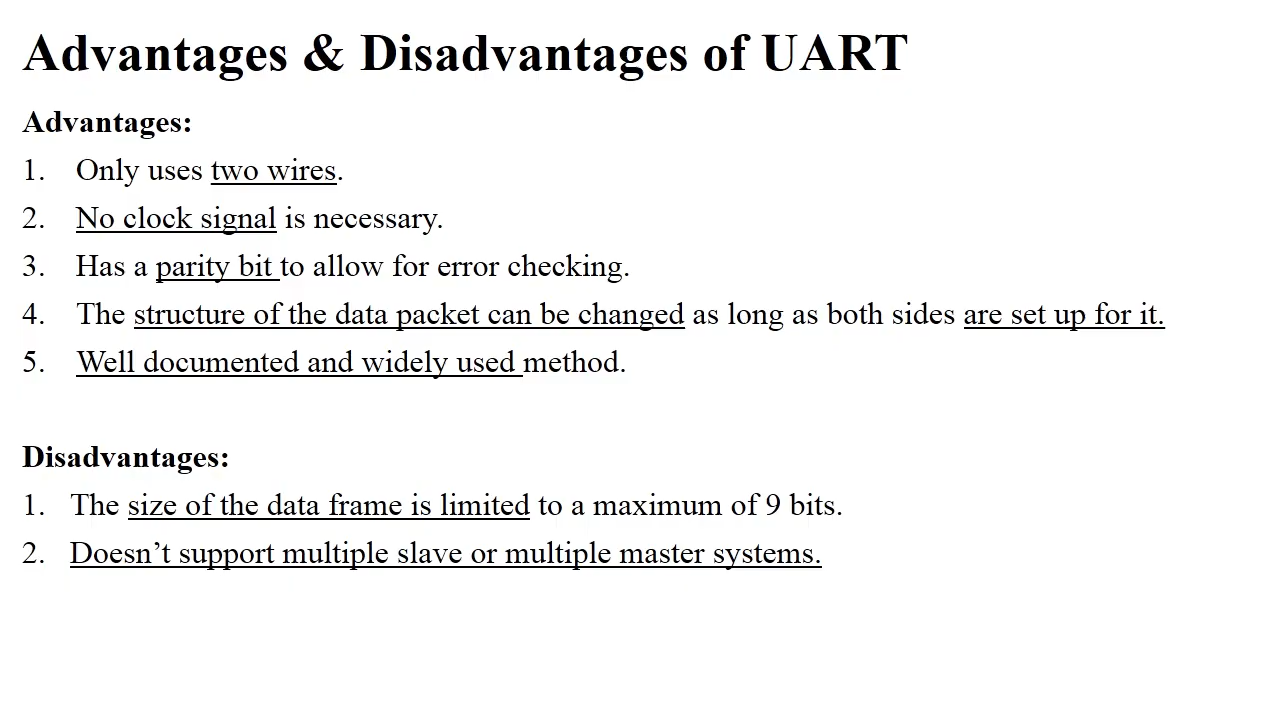 Advantages & Disadvantages of UART
Advantages:
1. Only uses two wires.
2. No clock signal is necessary.
3. Has a parity bit to allow for error checking.
4. The structure of the data packet can be changed as long as both sides are set up for it.
5. Well documented and widely used method.
Disadvantages:
1. The size of the data frame is limited to a maximum of 9 bits.
2. Doesn’t support multiple slave or multiple master systems.